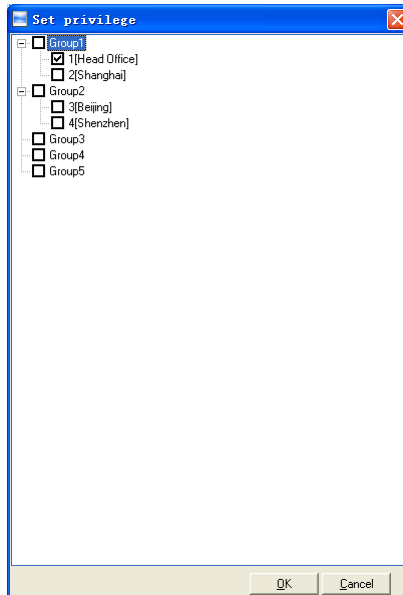 Set privilege
Group1
1[Head Office]
2[Shanghai]
Group2
3[Beijing]
4[Shenzhen]
Group3
Group4
Group5
OK Cancel